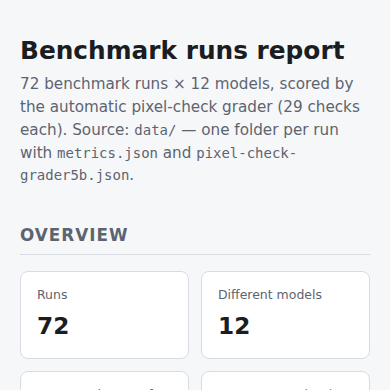 Benchmark runs report
72 benchmark runs × 12 models, scored by
the automatic pixel-check grader (29 checks
each). Source: data/ — one folder per run
with metrics.json and pixel-check-
grader5b.json.
OVERVIEW
Runs
Different models
72
12